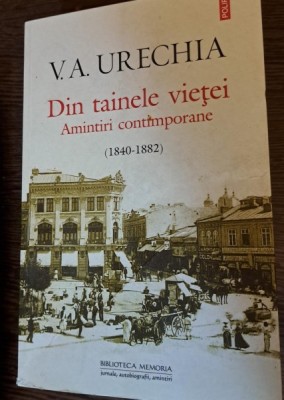 V.A. URECHIA
Din tainele vieţei
Amintiri contimporane
(1840-1882)
BIBLIOTECA MEMORIA
jurnale, autobiografii, amintiri